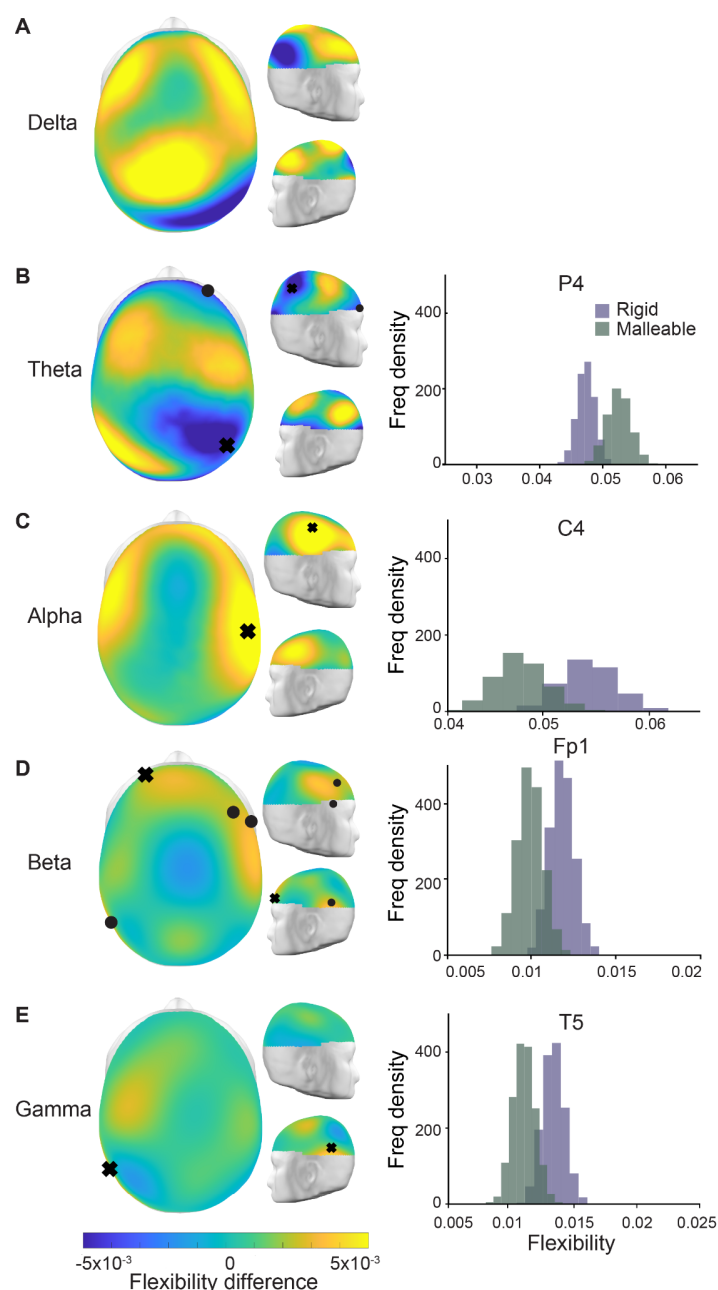 A
Delta
B
Theta
P4
Rigid
Malleable
Freq density
400
200
0
0.03 0.04 0.05 0.06
C
Alpha
C4
Freq density
400
200
0
0.04 0.05 0.06
D
Beta
Fp1
Freq density
400
200
0
0.005 0.01 0.015 0.02
E
Gamma
T5
Freq density
400
200
0
0.005 0.01 0.015 0.02 0.025
Flexibility
-5x10⁻³ 0 5x10⁻³
Flexibility difference